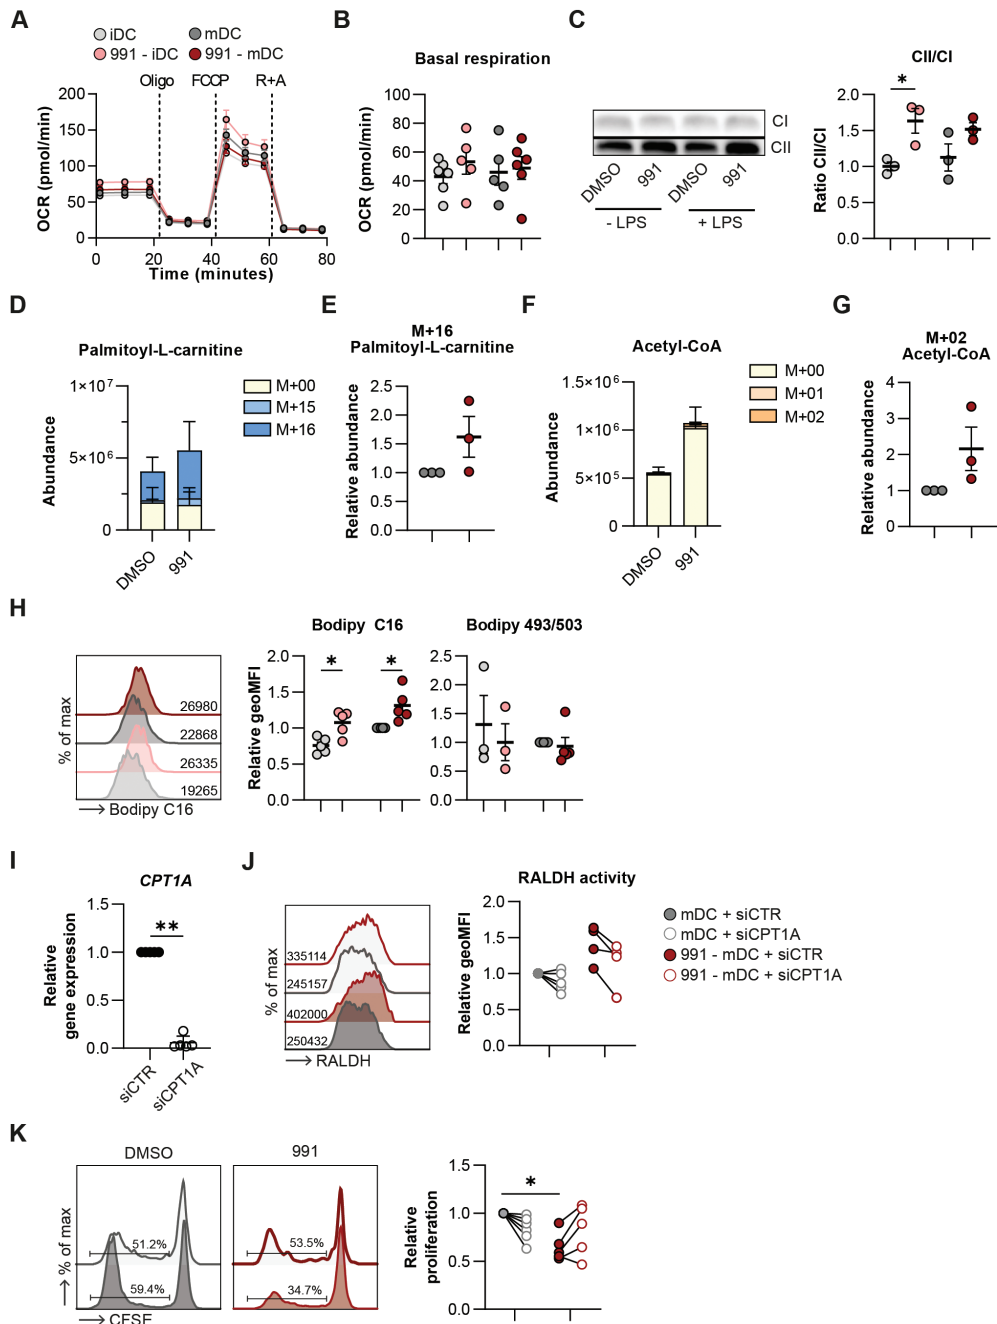 A
iDC
mDC
991 - iDC
991 - mDC
Oligo
FCCP
R+A
OCR (pmol/min)
200
150
100
50
0
0
20
40
60
80
Time (minutes)
B
Basal respiration
OCR (pmol/min)
100
80
60
40
20
0
C
CI
CII
DMSO
991
DMSO
991
- LPS
+ LPS
CII/CI
Ratio CII/CI
2.0
1.5
1.0
0.5
0.0
*
D
Palmitoyl-L-carnitine
Abundance
1×10⁷
5×10⁶
0
DMSO
991
M+00
M+15
M+16
E
M+16
Palmitoyl-L-carnitine
Relative abundance
2.5
2.0
1.5
1.0
0.5
0.0
F
Acetyl-CoA
Abundance
1.5×10⁶
1×10⁶
5×10⁵
0
DMSO
991
M+00
M+01
M+02
G
M+02
Acetyl-CoA
Relative abundance
4
3
2
1
0
H
% of max
26980
22868
26335
19265
Bodipy C16
Bodipy C16
Relative geoMFI
2.0
1.5
1.0
0.5
0.0
*
*
Bodipy 493/503
2.5
2.0
1.5
1.0
0.5
0.0
I
CPT1A
Relative
gene expression
1.5
1.0
0.5
0.0
**
siCTR
siCPT1A
J
% of max
335114
245157
402000
250432
RALDH
RALDH activity
Relative geoMFI
2.0
1.5
1.0
0.5
0.0
mDC + siCTR
mDC + siCPT1A
991 - mDC + siCTR
991 - mDC + siCPT1A
K
DMSO
991
% of max
51.2%
59.4%
53.5%
34.7%
CFSE
Relative
proliferation
1.5
1.0
0.5
0.0
*